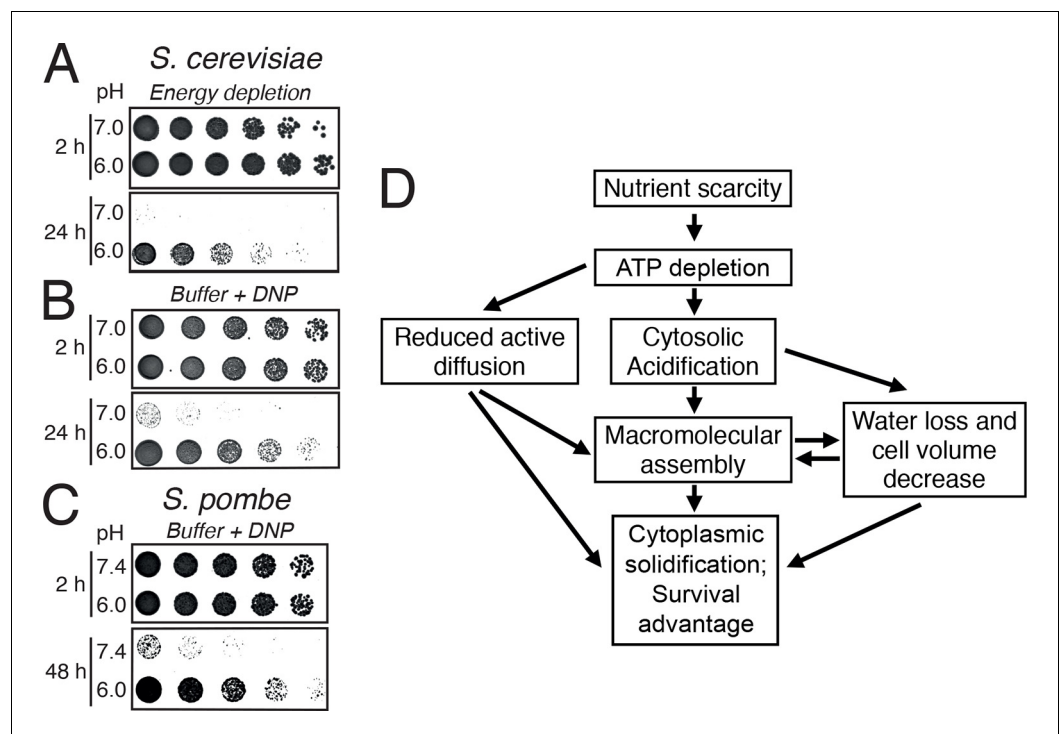 A
S. cerevisiae
pH
Energy depletion
2 h
7.0
6.0
24 h
7.0
6.0
B
Buffer + DNP
2 h
7.0
6.0
24 h
7.0
6.0
C
S. pombe
pH
Buffer + DNP
2 h
7.4
6.0
48 h
7.4
6.0
D
Nutrient scarcity
ATP depletion
Reduced active
diffusion
Cytosolic
Acidification
Macromolecular
assembly
Water loss and
cell volume
decrease
Cytoplasmic
solidification;
Survival
advantage